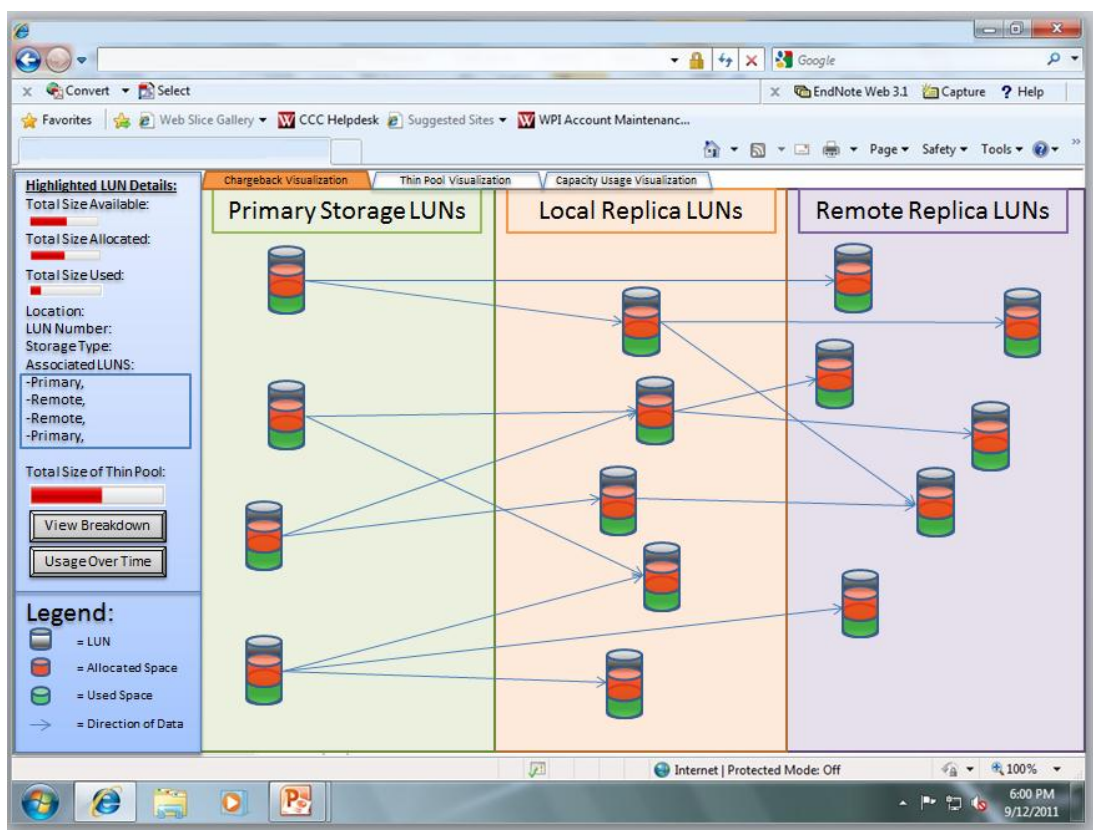 Google
Convert
Select
EndNote Web 3.1
Capture
? Help
Favorites
Web Slice Gallery
CCC Helpdesk
Suggested Sites
WPI Account Maintenanc...
Page
Safety
Tools
Highlighted LUN Details:
Total Size Available:
Total Size Allocated:
Total Size Used:
Location:
LUN Number:
Storage Type:
Associated LUNS:
-Primary,
-Remote,
-Remote,
-Primary,
Total Size of Thin Pool:
View Breakdown
Usage Over Time
Legend:
= LUN
= Allocated Space
= Used Space
= Direction of Data
Chargeback Visualization
Thin Pool Visualization
Capacity Usage Visualization
Primary Storage LUNs
Local Replica LUNs
Remote Replica LUNs
Internet | Protected Mode: Off
100%
6:00 PM
9/12/2011